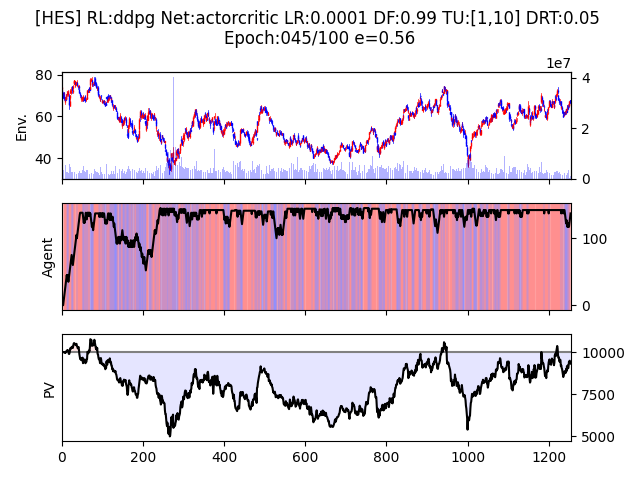 [HES] RL:ddpg Net:actorcritic LR:0.0001 DF:0.99 TU:[1,10] DRT:0.05
Epoch:045/100 e=0.56
1e7
80
60
40
Env.
4
2
0
Agent
100
0
PV
10000
7500
5000
0 200 400 600 800 1000 1200